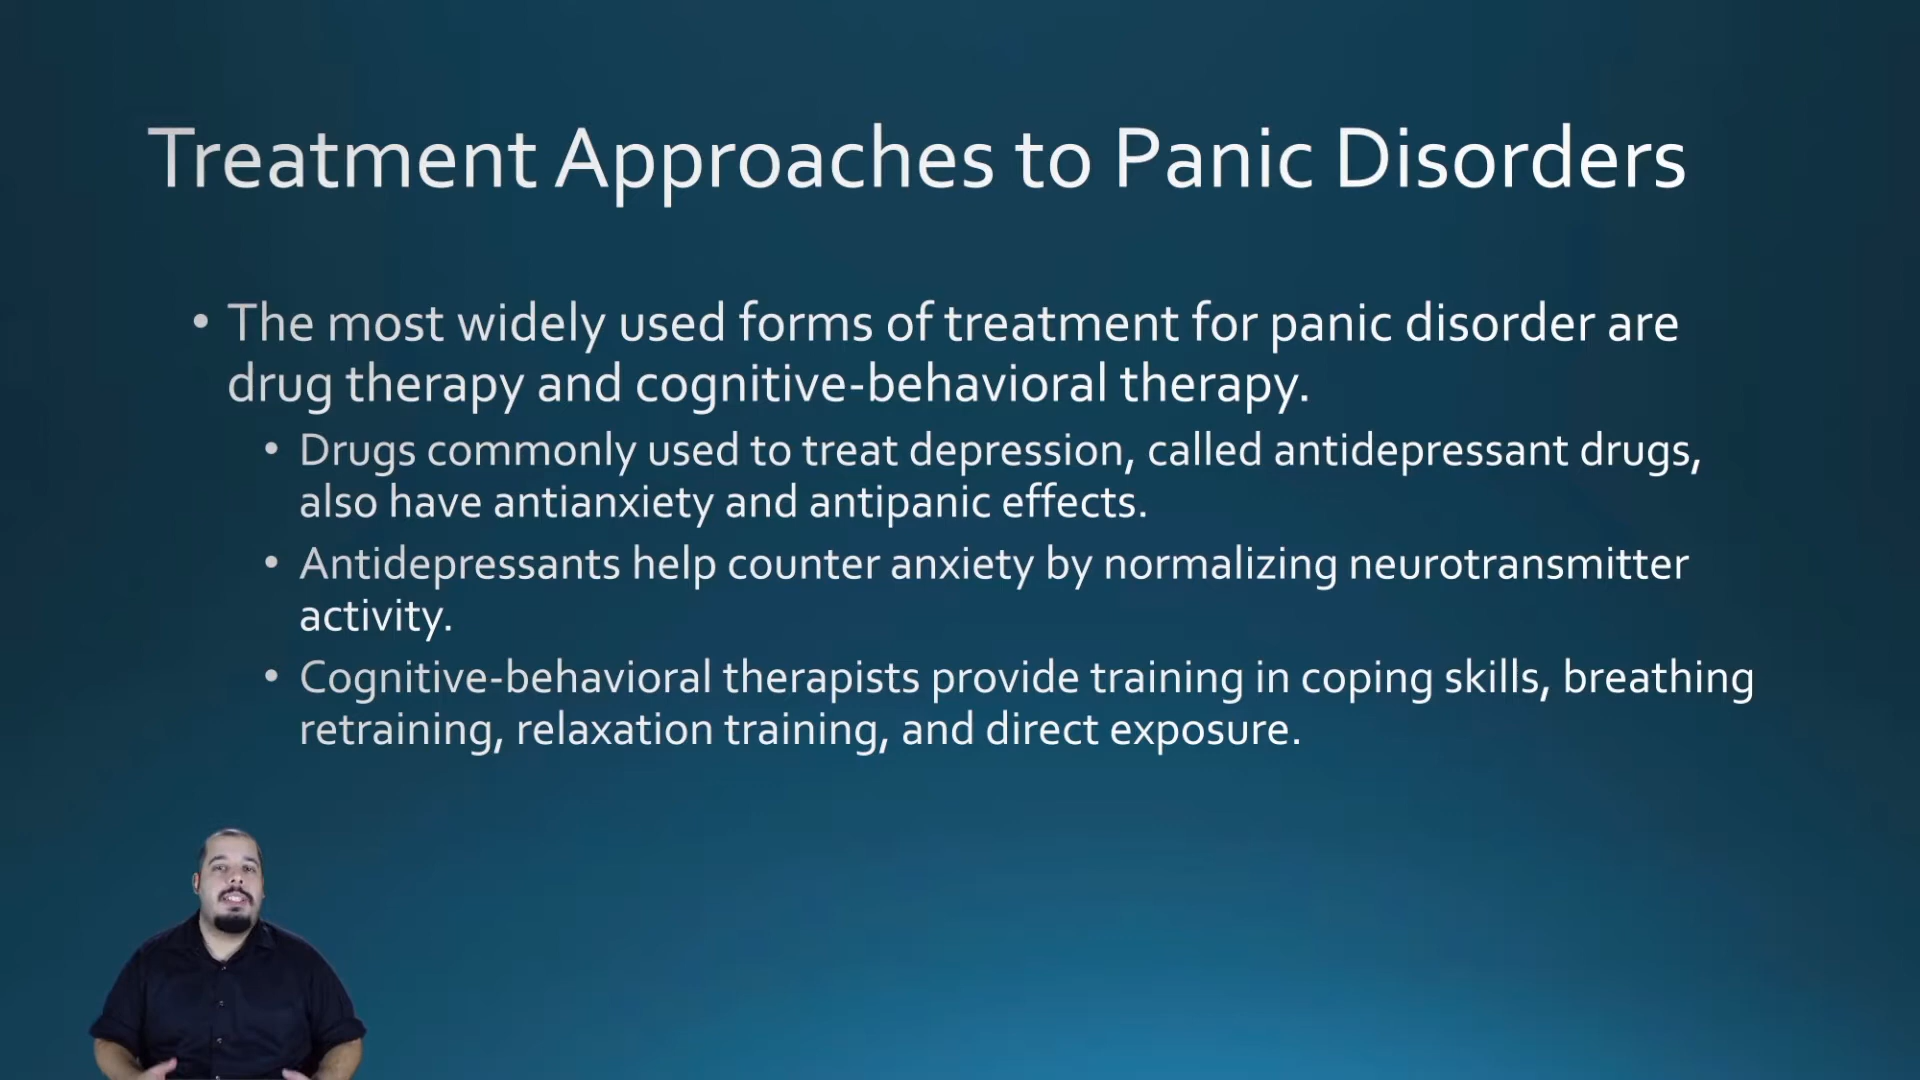 Treatment Approaches to Panic Disorders
• The most widely used forms of treatment for panic disorder are
drug therapy and cognitive-behavioral therapy.
• Drugs commonly used to treat depression, called antidepressant drugs,
also have antianxiety and antipanic effects.
• Antidepressants help counter anxiety by normalizing neurotransmitter
activity.
• Cognitive-behavioral therapists provide training in coping skills, breathing
retraining, relaxation training, and direct exposure.